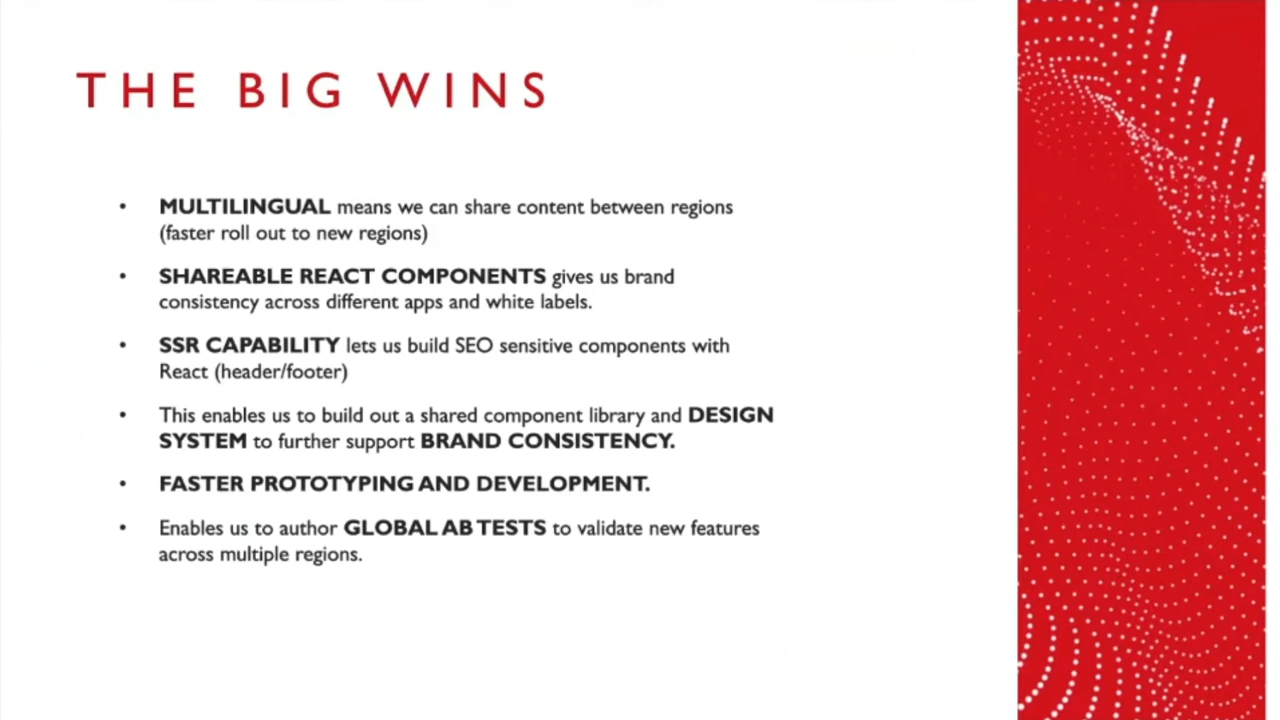 THE BIG WINS
• MULTILINGUAL means we can share content between regions
(faster roll out to new regions)
• SHAREABLE REACT COMPONENTS gives us brand
consistency across different apps and white labels.
• SSR CAPABILITY lets us build SEO sensitive components with
React (header/footer)
• This enables us to build out a shared component library and DESIGN
SYSTEM to further support BRAND CONSISTENCY.
• FASTER PROTOTYPING AND DEVELOPMENT.
• Enables us to author GLOBAL AB TESTS to validate new features
across multiple regions.